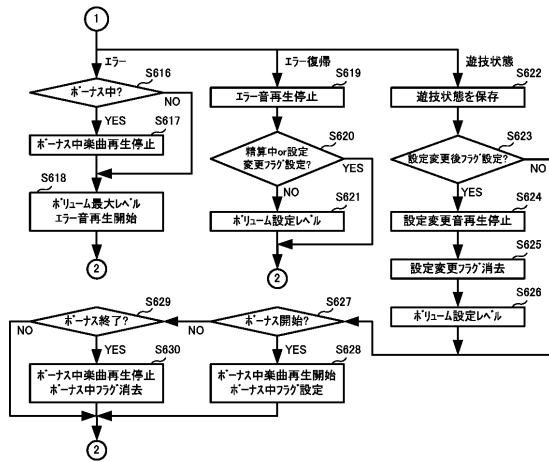 1
エラー
エラー復帰
遊技状態
S616
ボーナス中?
NO
YES
S617
ボーナス中楽曲再生停止
S618
ボリューム最大レベル
エラー音再生開始
2
S619
エラー音再生停止
S620
精算中or設定
変更フラグ設定?
YES
NO
S621
ボリューム設定レベル
2
S622
遊技状態を保存
S623
設定変更後フラグ設定?
NO
YES
S624
設定変更音再生停止
S625
設定変更フラグ消去
S626
ボリューム設定レベル
S627
ボーナス開始?
NO
YES
S628
ボーナス中楽曲再生開始
ボーナス中フラグ設定
S629
ボーナス終了?
NO
YES
S630
ボーナス中楽曲再生停止
ボーナス中フラグ消去
2